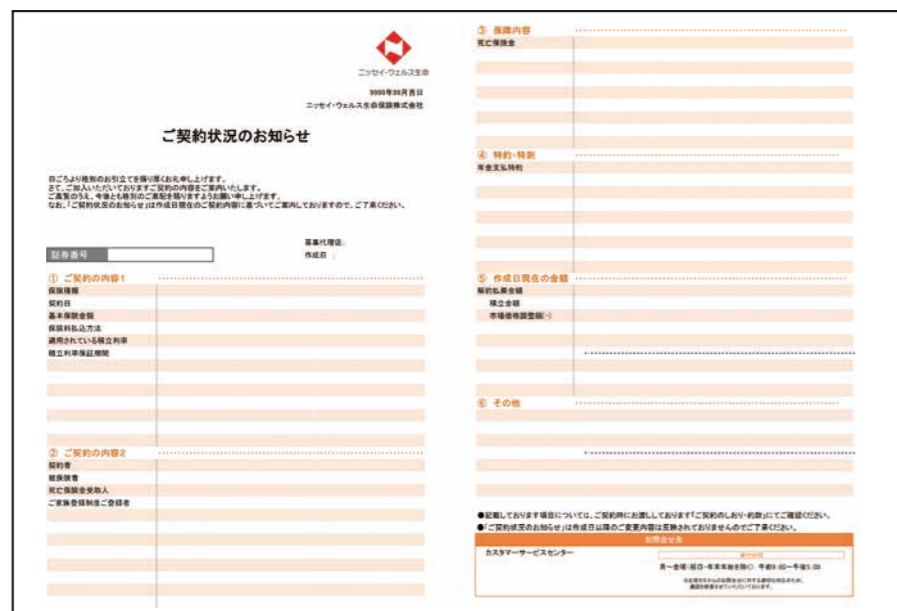 ニッセイ・ウェルス生命
9999年99月吉日
ニッセイ・ウェルス生命保険株式会社
ご契約状況のお知らせ
日ごろより格別のお引立てを賜り厚くお礼申し上げます。
さて、ご加入いただいておりますご契約の内容をご案内いたします。
ご高覧のうえ、今後とも格別のご高配を賜りますようお願い申し上げます。
なお、「ご契約状況のお知らせ」は作成日現在のご契約内容に基づいてご案内しておりますので、ご了承ください。
募集代理店:
証券番号
作成日 :
① ご契約の内容1
保険種類
契約日
基本保険金額
保険料払込方法
適用されている積立利率
積立利率保証期間
② ご契約の内容2
契約者
被保険者
死亡保険金受取人
ご家族登録制度ご登録者
③ 保障内容
死亡保険金
④ 特約・特則
年金支払特約
⑤ 作成日現在の金額
解約払戻金額
積立金額
市場価格調整額(-)
⑥ その他
●記載しております項目については、ご契約時にお渡ししております「ご契約のしおり・約款」にてご確認ください。
●「ご契約状況のお知らせ」は作成日以降のご変更内容は反映されておりませんのでご了承ください。
お問合せ先
カスタマーサービスセンター
受付時間
月~金曜(祝日・年末年始を除く) 午前9:00~午後5:00